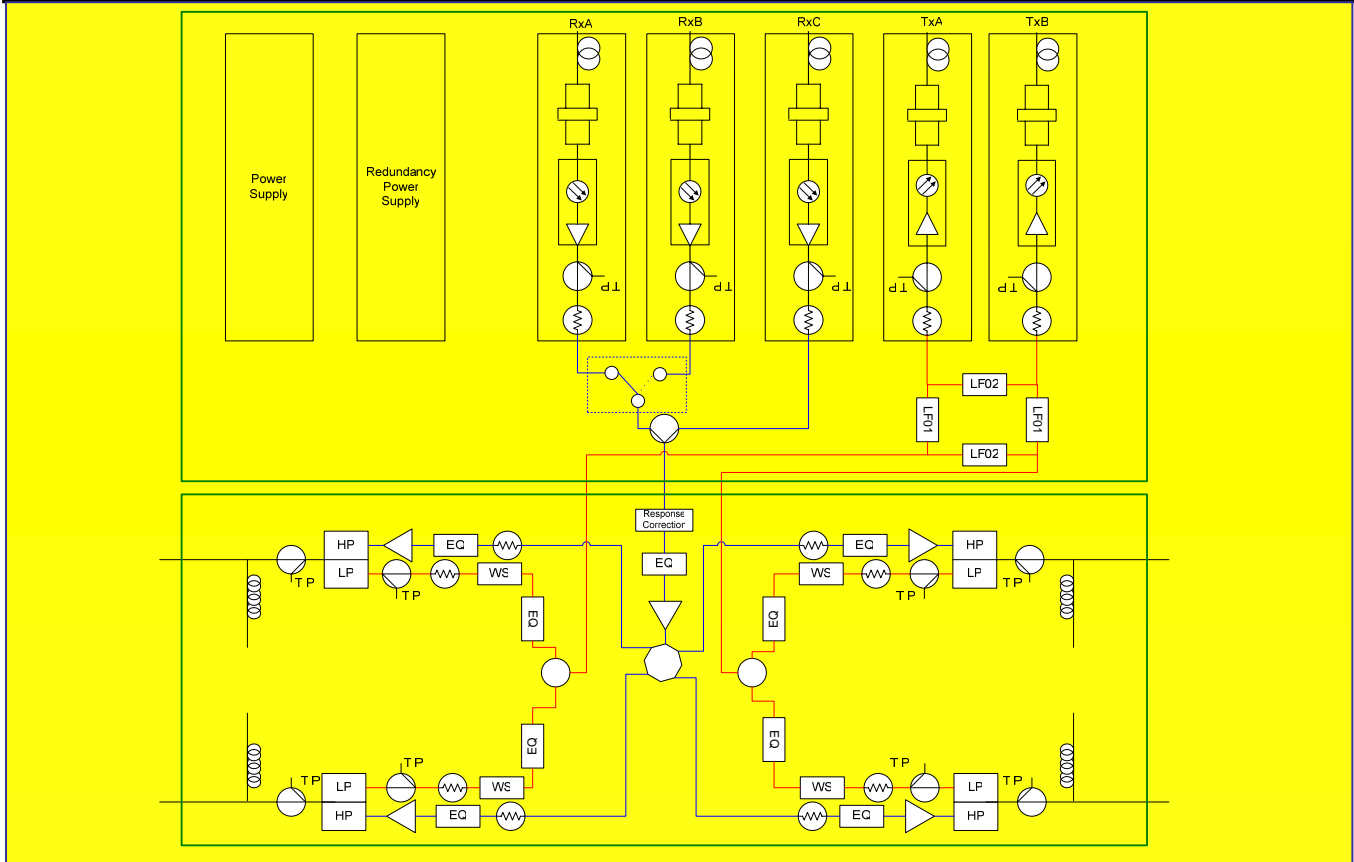 RxA
RxB
RxC
TxA
TxB
Power
Supply
Redundancy
Power
Supply
TP
TP
TP
TP
TP
LF02
LF01
LF01
LF02
Response
Correction
EQ
HP
EQ
LP
WS
TP
TP
EQ
EQ
HP
WS
LP
TP
TP
EQ
EQ
EQ
TP
TP
LP
WS
HP
EQ
TP
TP
WS
LP
EQ
HP